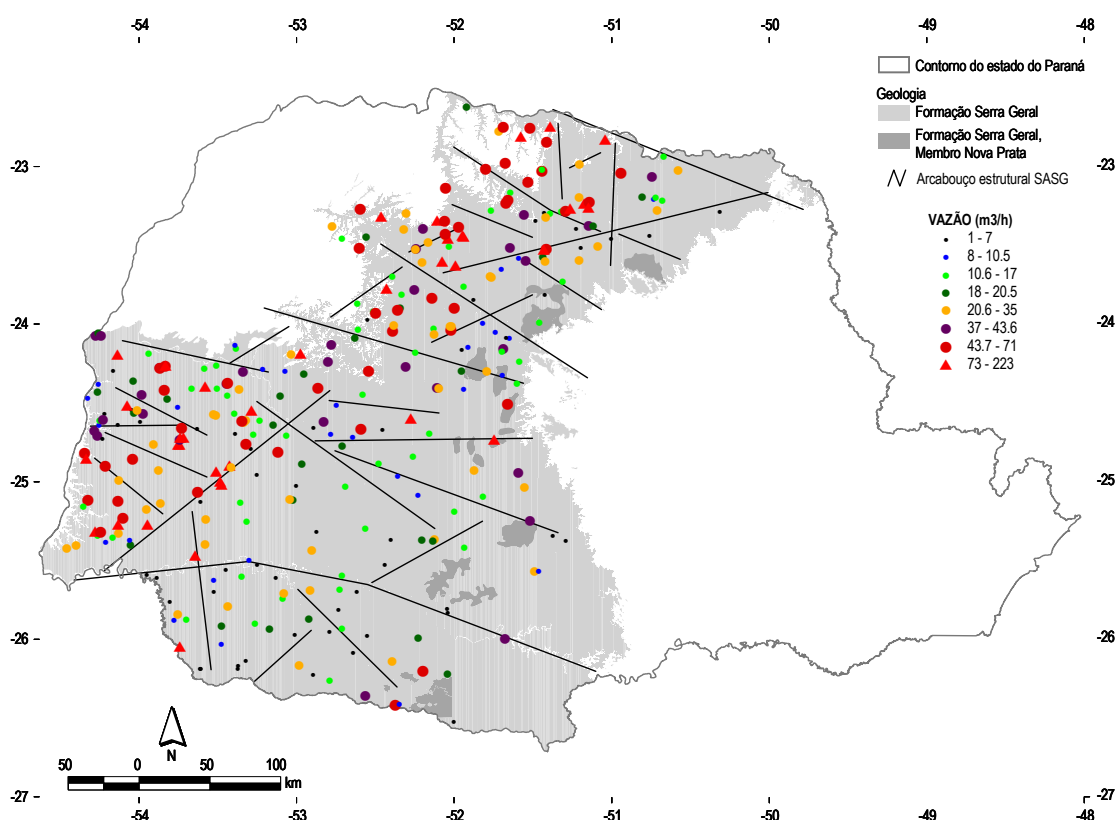 -54 -53 -52 -51 -50 -49 -48
Contorno do estado do Paraná
Geologia
Formação Serra Geral
Formação Serra Geral,
Membro Nova Prata
Arcabouço estrutural SASG
VAZÃO (m3/h)
1 - 7
8 - 10.5
10.6 - 17
18 - 20.5
20.6 - 35
37 - 43.6
43.7 - 71
73 - 223
-23 -23
-24 -24
-25 -25
-26 -26
-27 -27
N
50 0 50 100
km
-54 -53 -52 -51 -50 -49 -48